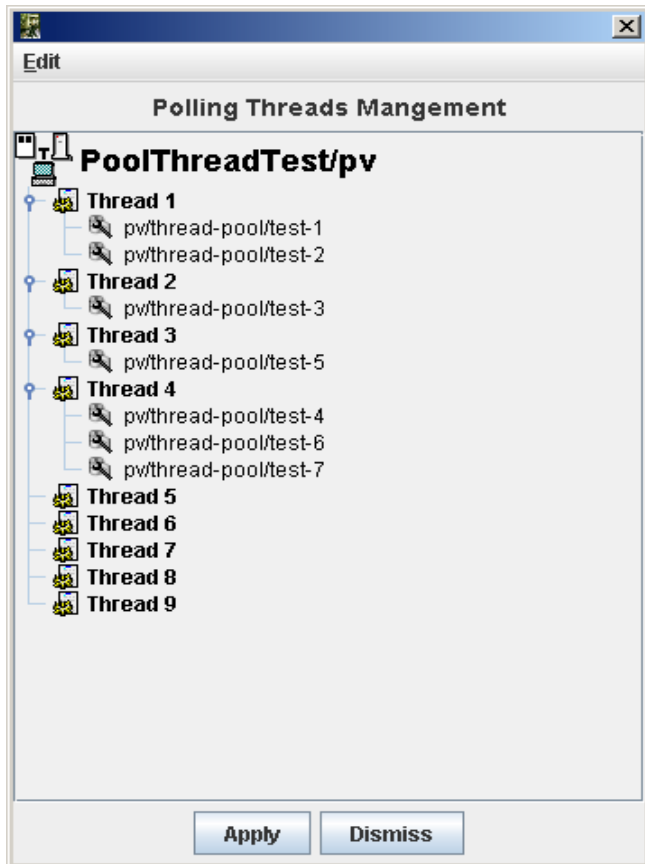 Edit
Polling Threads Mangement
T
PoolThreadTest/pv
Thread 1
pv/thread-pool/test-1
pv/thread-pool/test-2
Thread 2
pv/thread-pool/test-3
Thread 3
pv/thread-pool/test-5
Thread 4
pv/thread-pool/test-4
pv/thread-pool/test-6
pv/thread-pool/test-7
Thread 5
Thread 6
Thread 7
Thread 8
Thread 9
Apply Dismiss